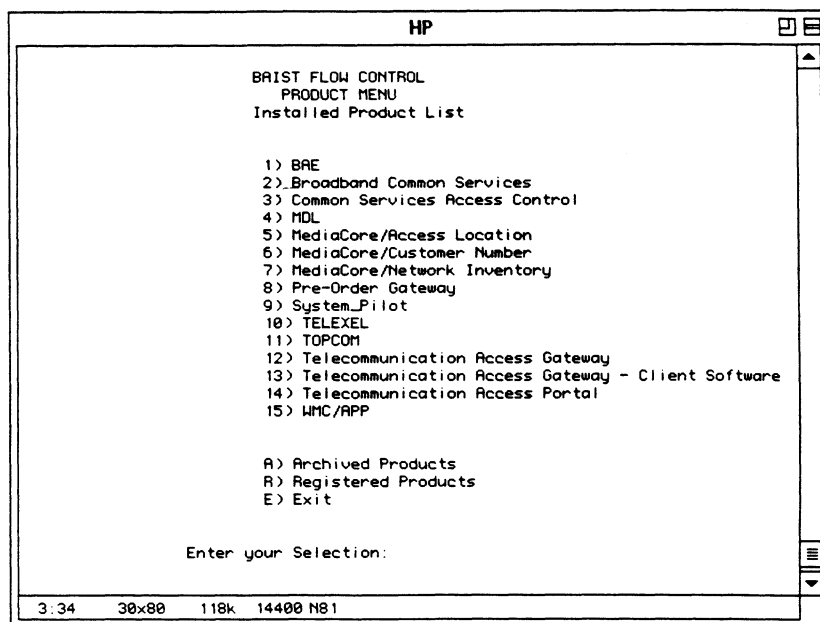 HP
BAIST FLOW CONTROL
PRODUCT MENU
Installed Product List
1) BAE
2)_Broadband Common Services
3) Common Services Access Control
4) MDL
5) MediaCore/Access Location
6) MediaCore/Customer Number
7) MediaCore/Network Inventory
8) Pre-Order Gateway
9) System_Pilot
10) TELEXEL
11) TOPCOM
12) Telecommunication Access Gateway
13) Telecommunication Access Gateway - Client Software
14) Telecommunication Access Portal
15) WMC/APP
A) Archived Products
R) Registered Products
E) Exit
Enter your Selection:
3:34 30x80 118k 14400 N81